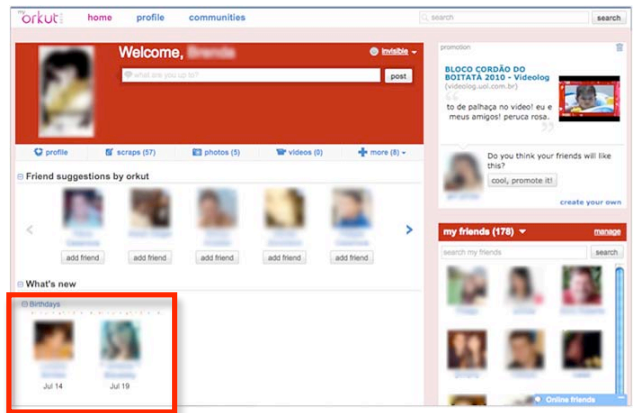 my
orkut
home profile communities
search
search
Welcome,
invisible
what are you up to?
post
profile scraps (57) photos (5) videos (0) more (8)
Friend suggestions by orkut
add friend add friend add friend add friend add friend
What's new
Birthdays
Jul 14 Jul 19
promotion
BLOCO CORDÃO DO
BOITATÁ 2010 - Videolog
(videolog.uol.com.br)
to de palhaça no video! eu e
meus amigos! peruca rosa.
Do you think your friends will like
this?
cool, promote it!
create your own
my friends (178) manage
search my friends search
Online friends